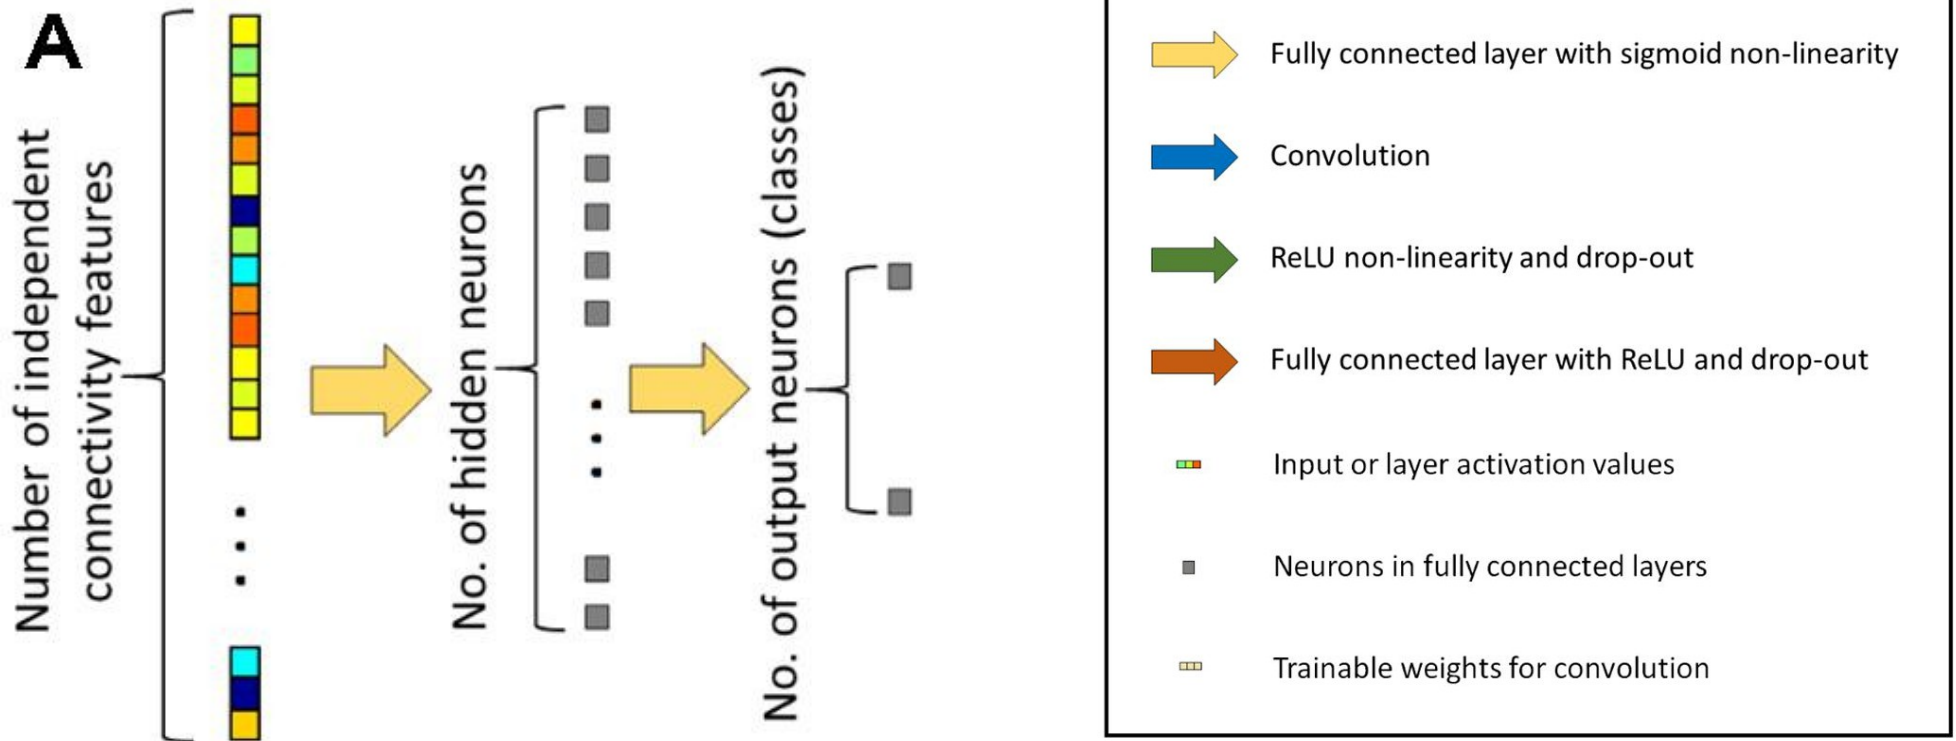 A
Number of independent
connectivity features
No. of hidden neurons
No. of output neurons (classes)
Fully connected layer with sigmoid non-linearity
Convolution
ReLU non-linearity and drop-out
Fully connected layer with ReLU and drop-out
Input or layer activation values
Neurons in fully connected layers
Trainable weights for convolution